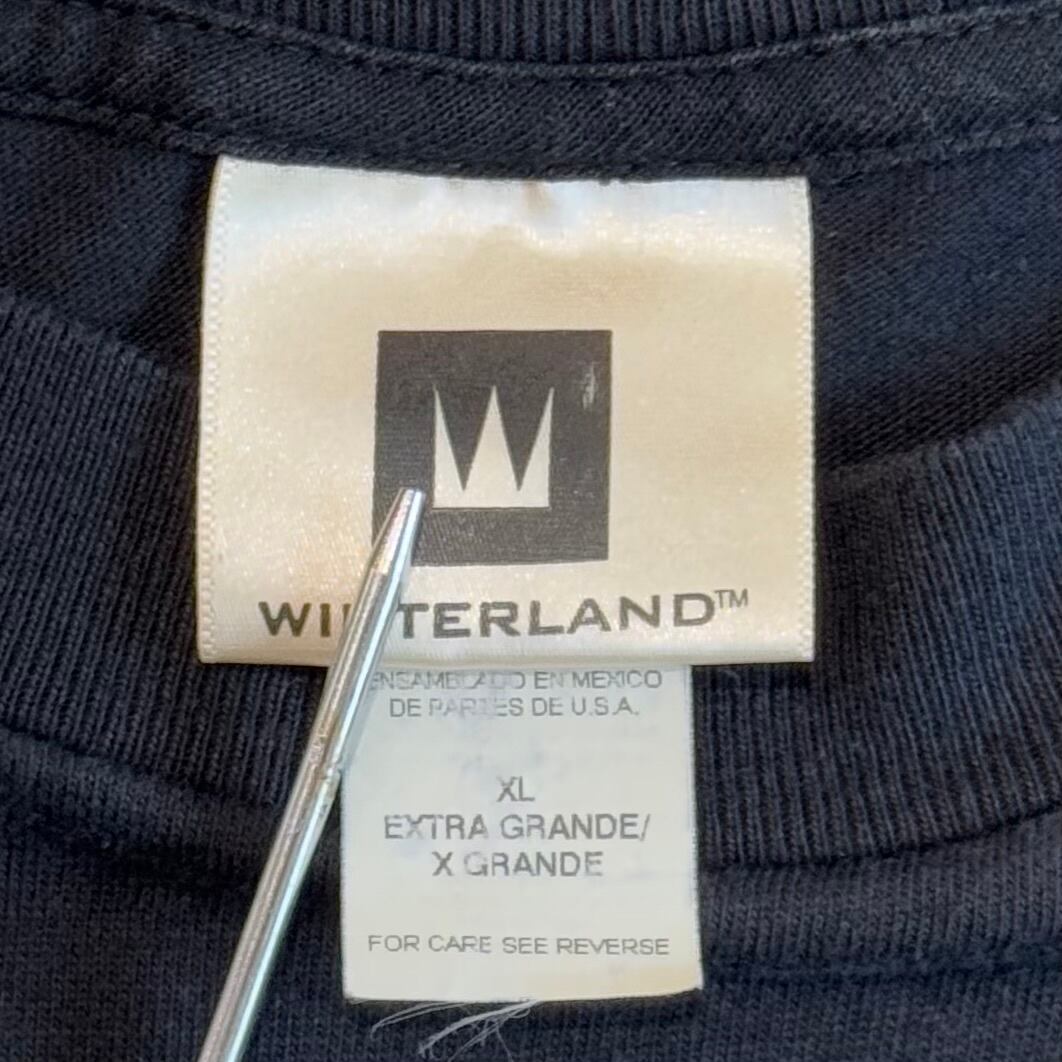 WINTERLAND™
ENSAMBLADO EN MEXICO
DE PARTES DE U.S.A.
XL
EXTRA GRANDE/
X GRANDE
FOR CARE SEE REVERSE